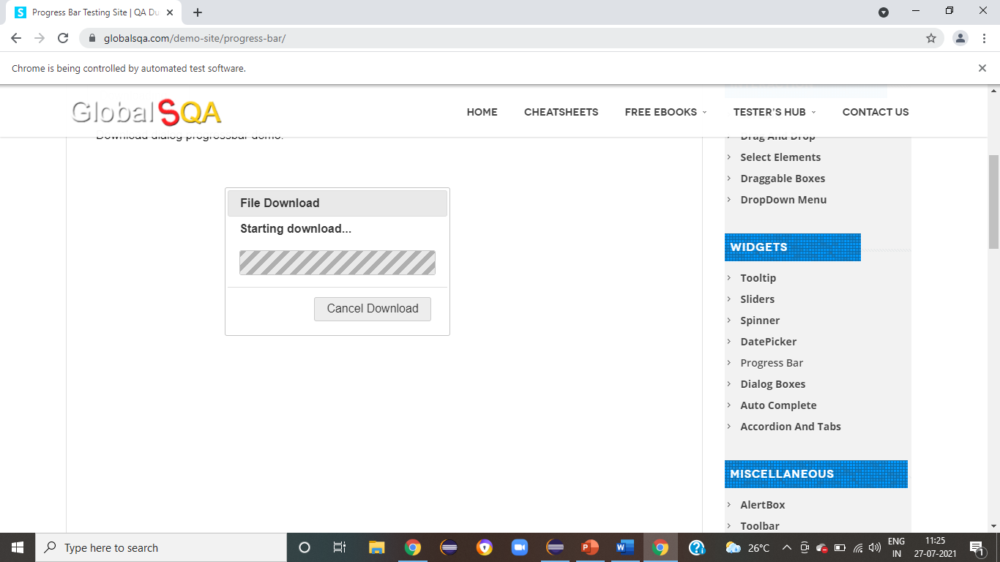 Progress Bar Testing Site | QA Du
globalsqa.com/demo-site/progress-bar/
Chrome is being controlled by automated test software.
GlobalSQA
HOME
CHEATSHEETS
FREE EBOOKS
TESTER'S HUB
CONTACT US
Download dialog progressbar demo.
File Download
Starting download...
Cancel Download
Drag And Drop
Select Elements
Draggable Boxes
DropDown Menu
WIDGETS
Tooltip
Sliders
Spinner
DatePicker
Progress Bar
Dialog Boxes
Auto Complete
Accordion And Tabs
MISCELLANEOUS
AlertBox
Toolbar
Type here to search
26°C
ENG
IN
11:25
27-07-2021
1